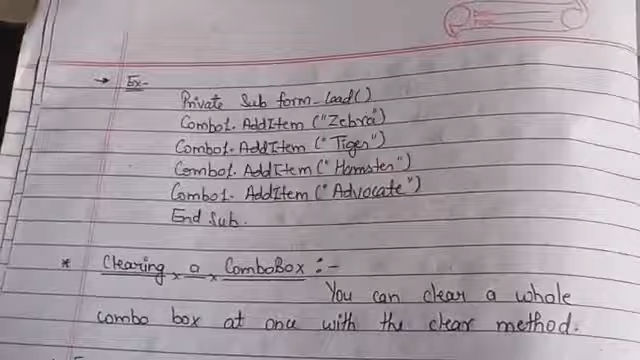 → Ex-
Private Sub form_load()
Combo1. AddItem ("Zebra")
Combo1. AddItem ("Tiger")
Combo1. AddItem ("Hamster")
Combo1. AddItem ("Advocate")
End Sub.
* Clearing a ComboBox :-
You can clear a whole
combo box at once with the clear method.